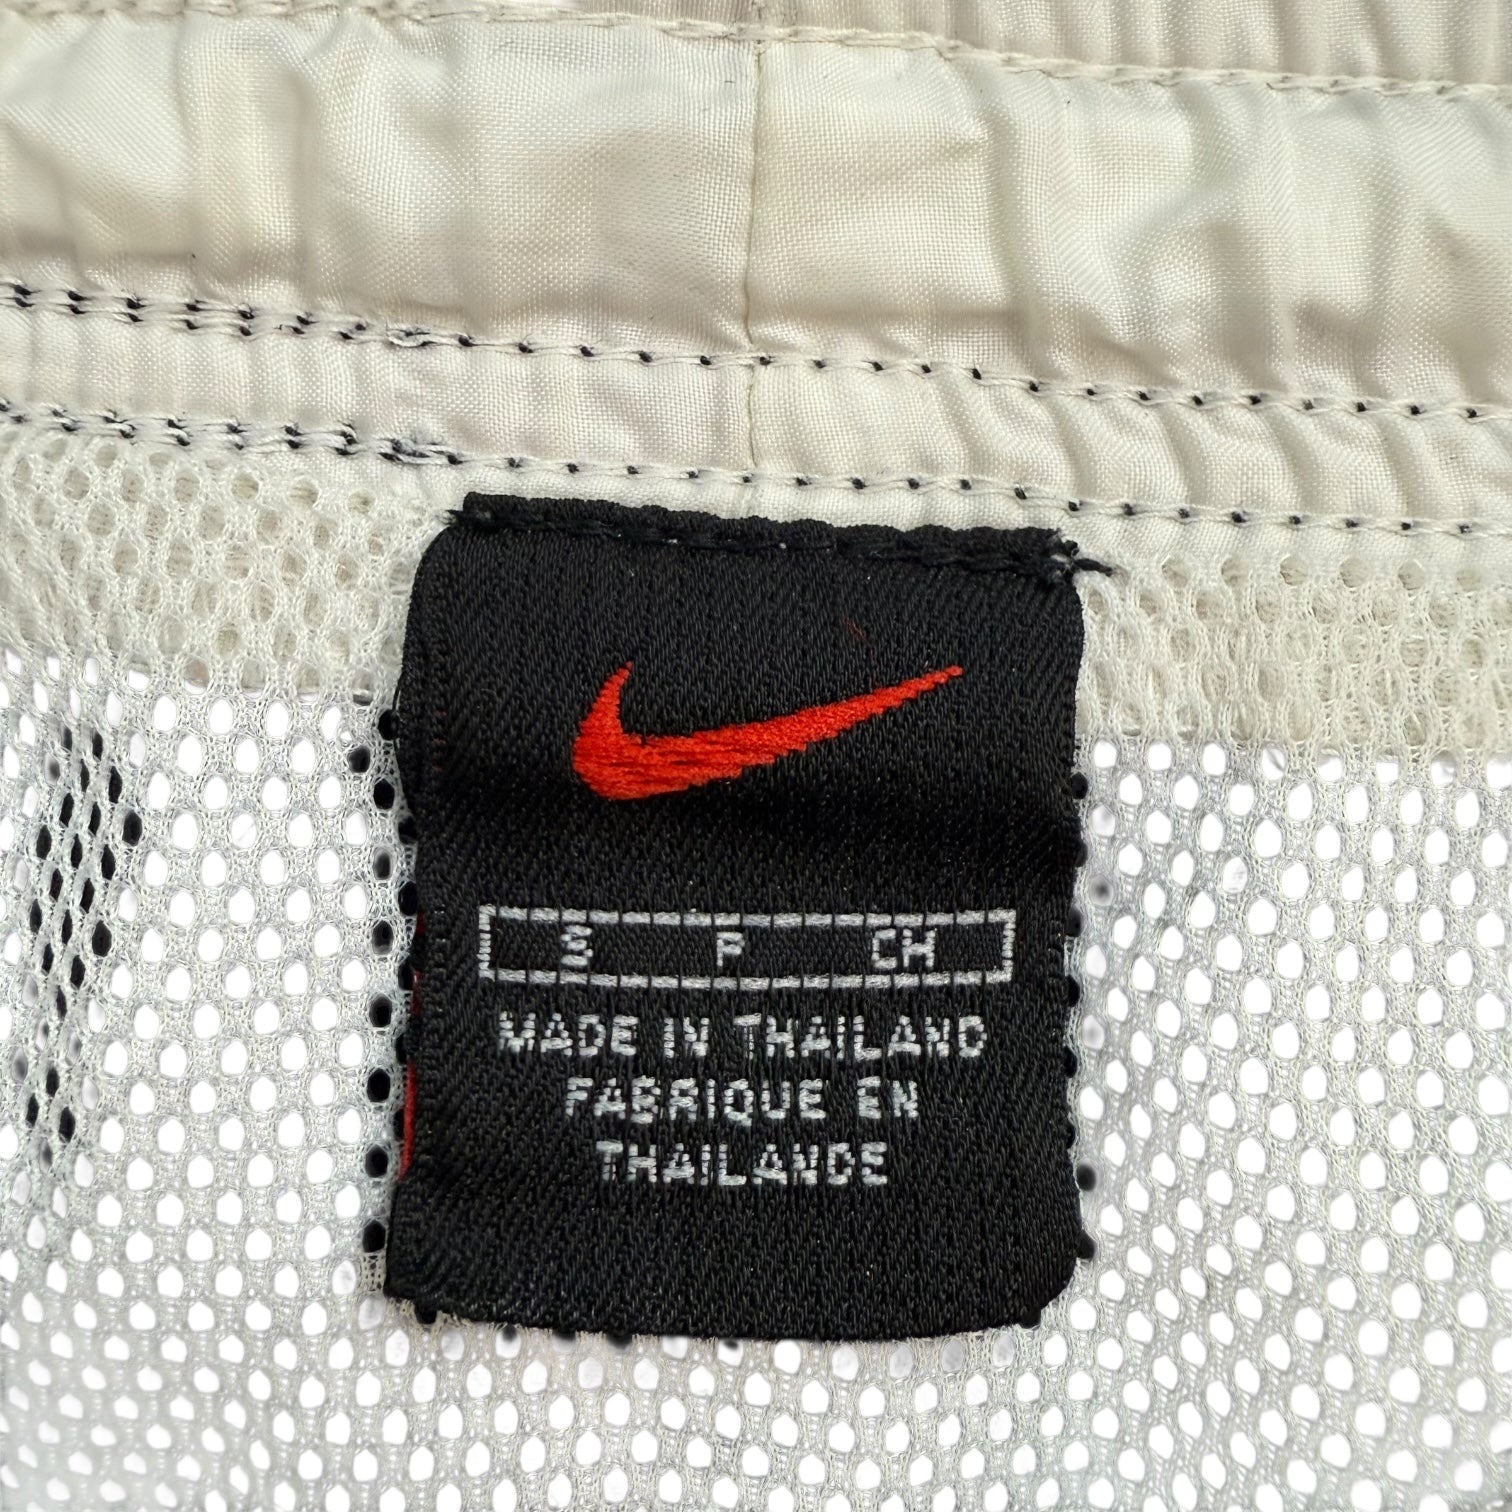 S P CH
MADE IN THAILAND
FABRIQUE EN
THAILANDE